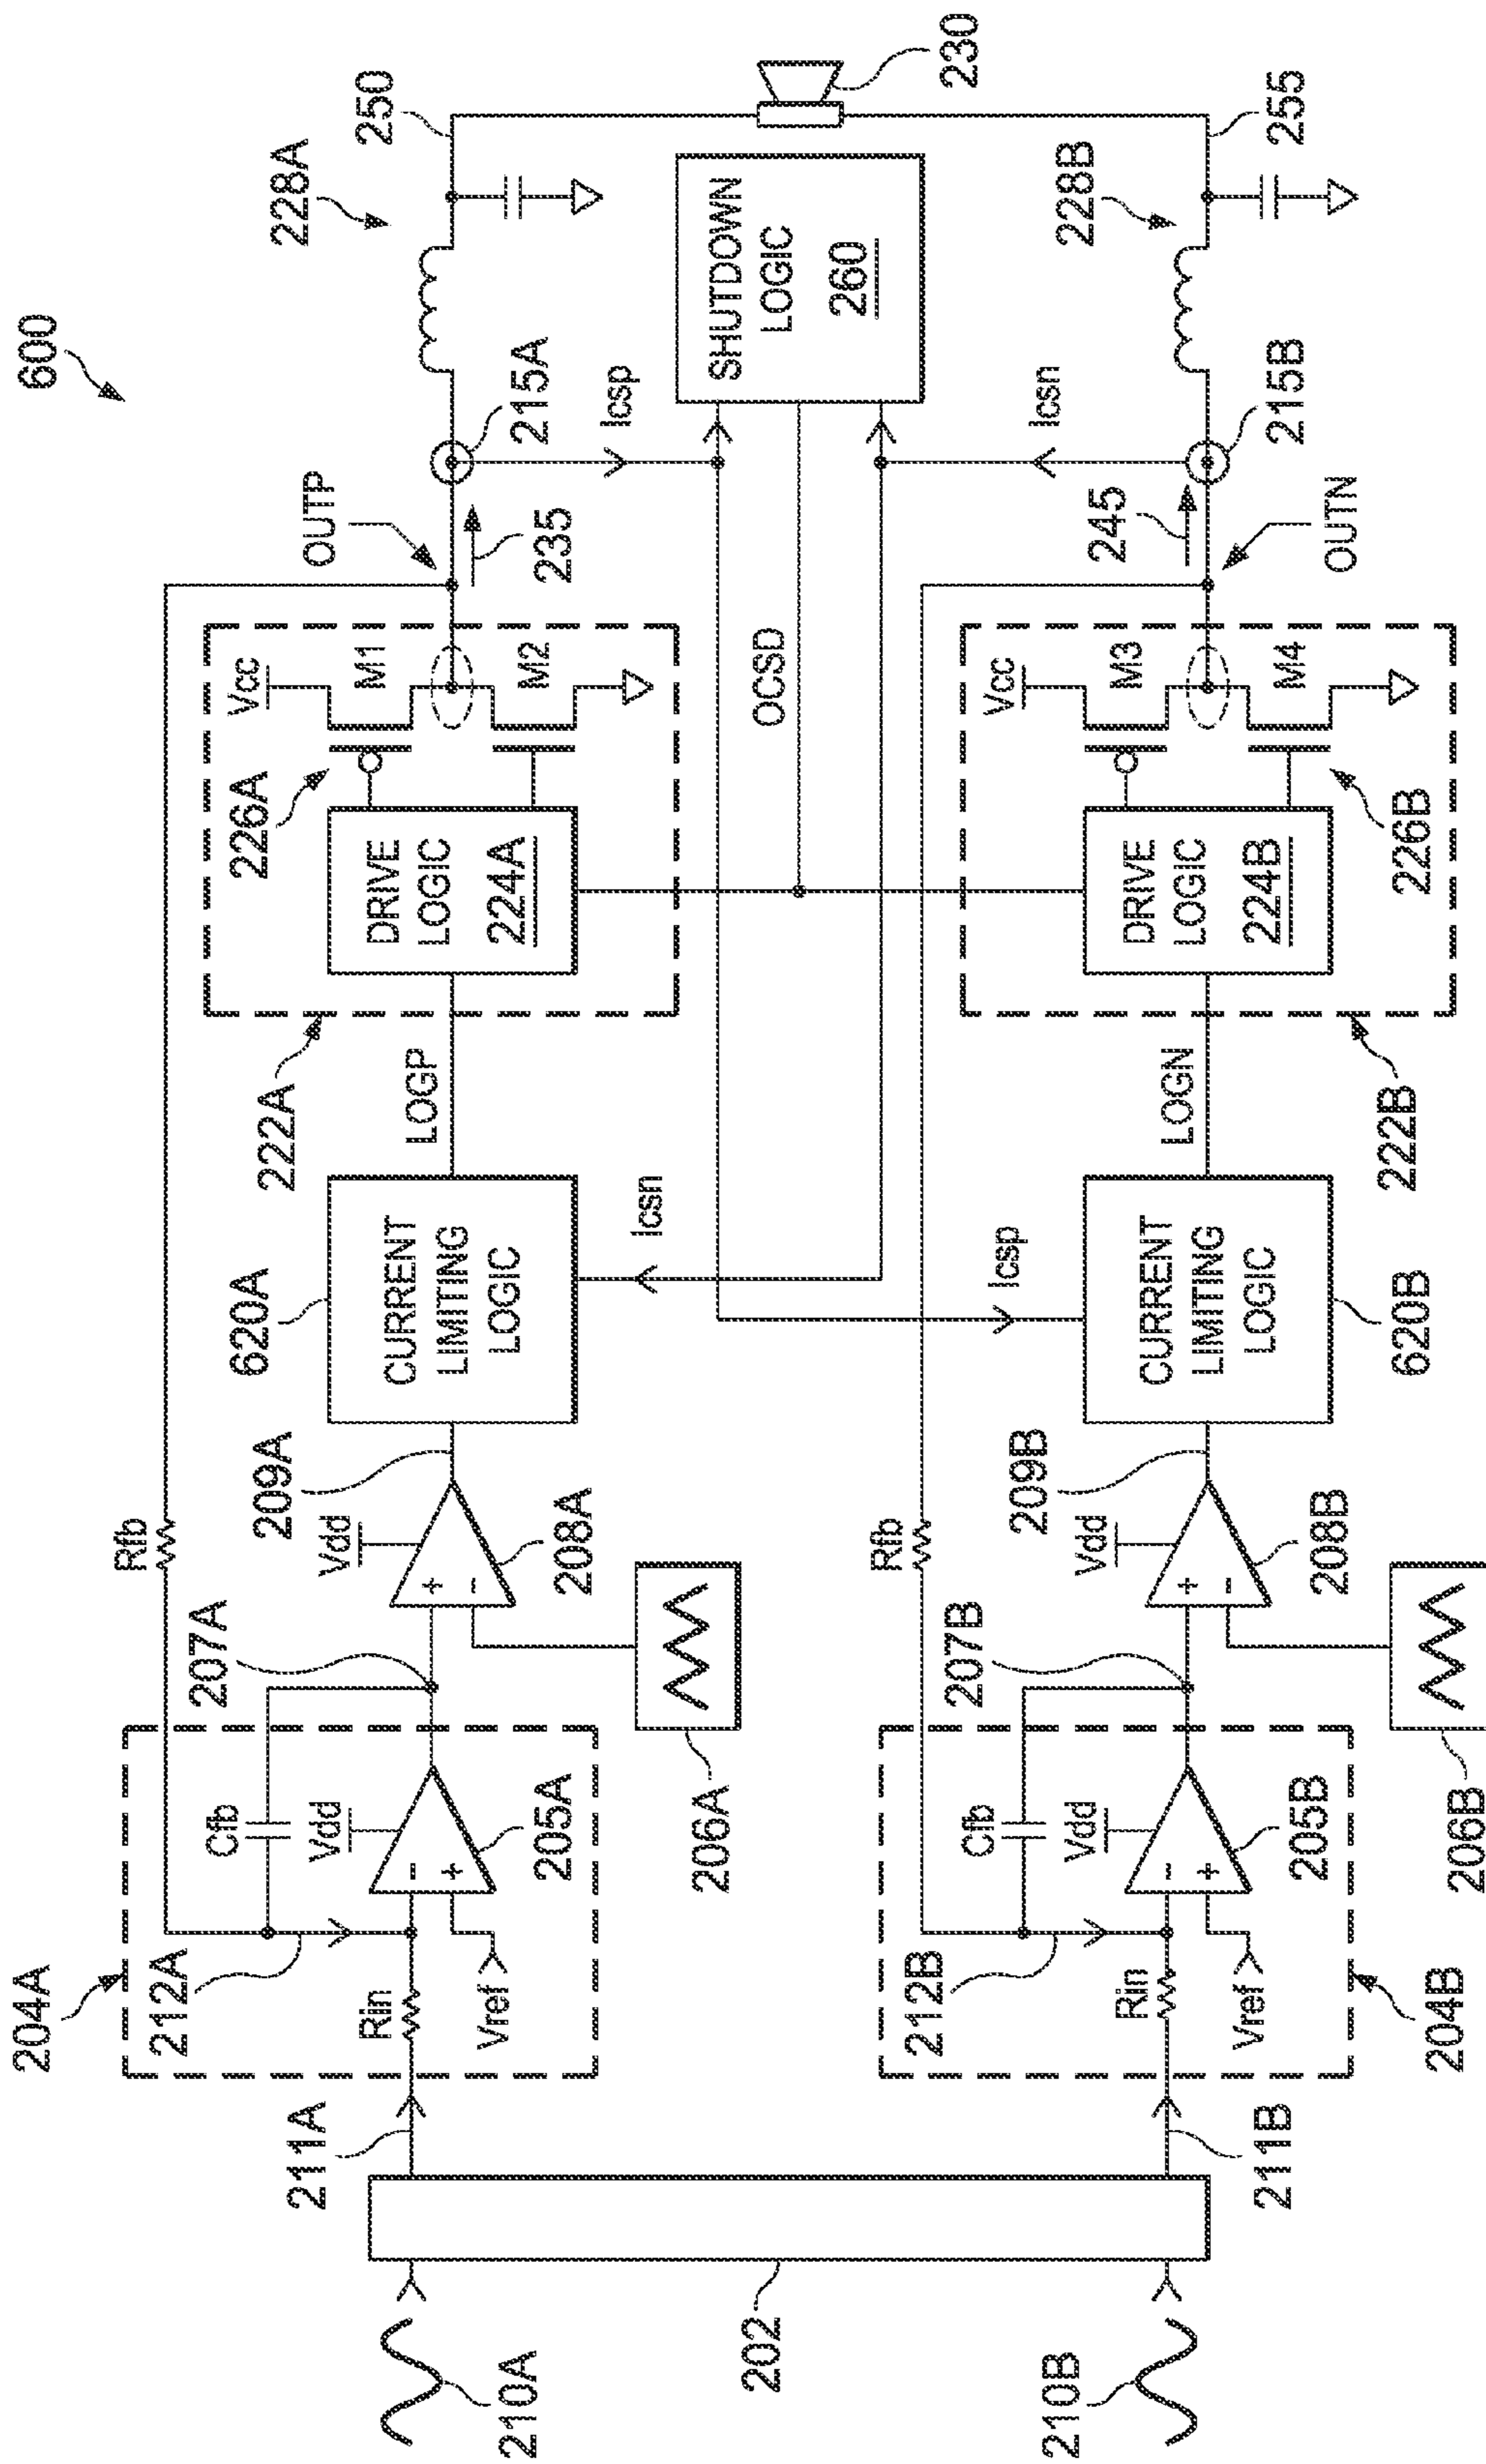 600
204A
212A
Rin
Vref
Cfb
Vdd
205A
207A
206A
Rfb
Vdd
209A
208A
620A
CURRENT
LIMITING
LOGIC
Icsn
LOGP
222A
DRIVE
LOGIC
224A
226A
Vcc
M1
M2
OUTP
235
215A
Icsp
228A
250
210A
211A
202
OCSD
Icsp
SHUTDOWN
LOGIC
260
230
210B
211B
204B
212B
Rin
Vref
Cfb
Vdd
205B
207B
206B
Rfb
Vdd
209B
208B
620B
CURRENT
LIMITING
LOGIC
LOGN
222B
DRIVE
LOGIC
224B
226B
Vcc
M3
M4
OUTN
245
215B
Icsn
228B
255